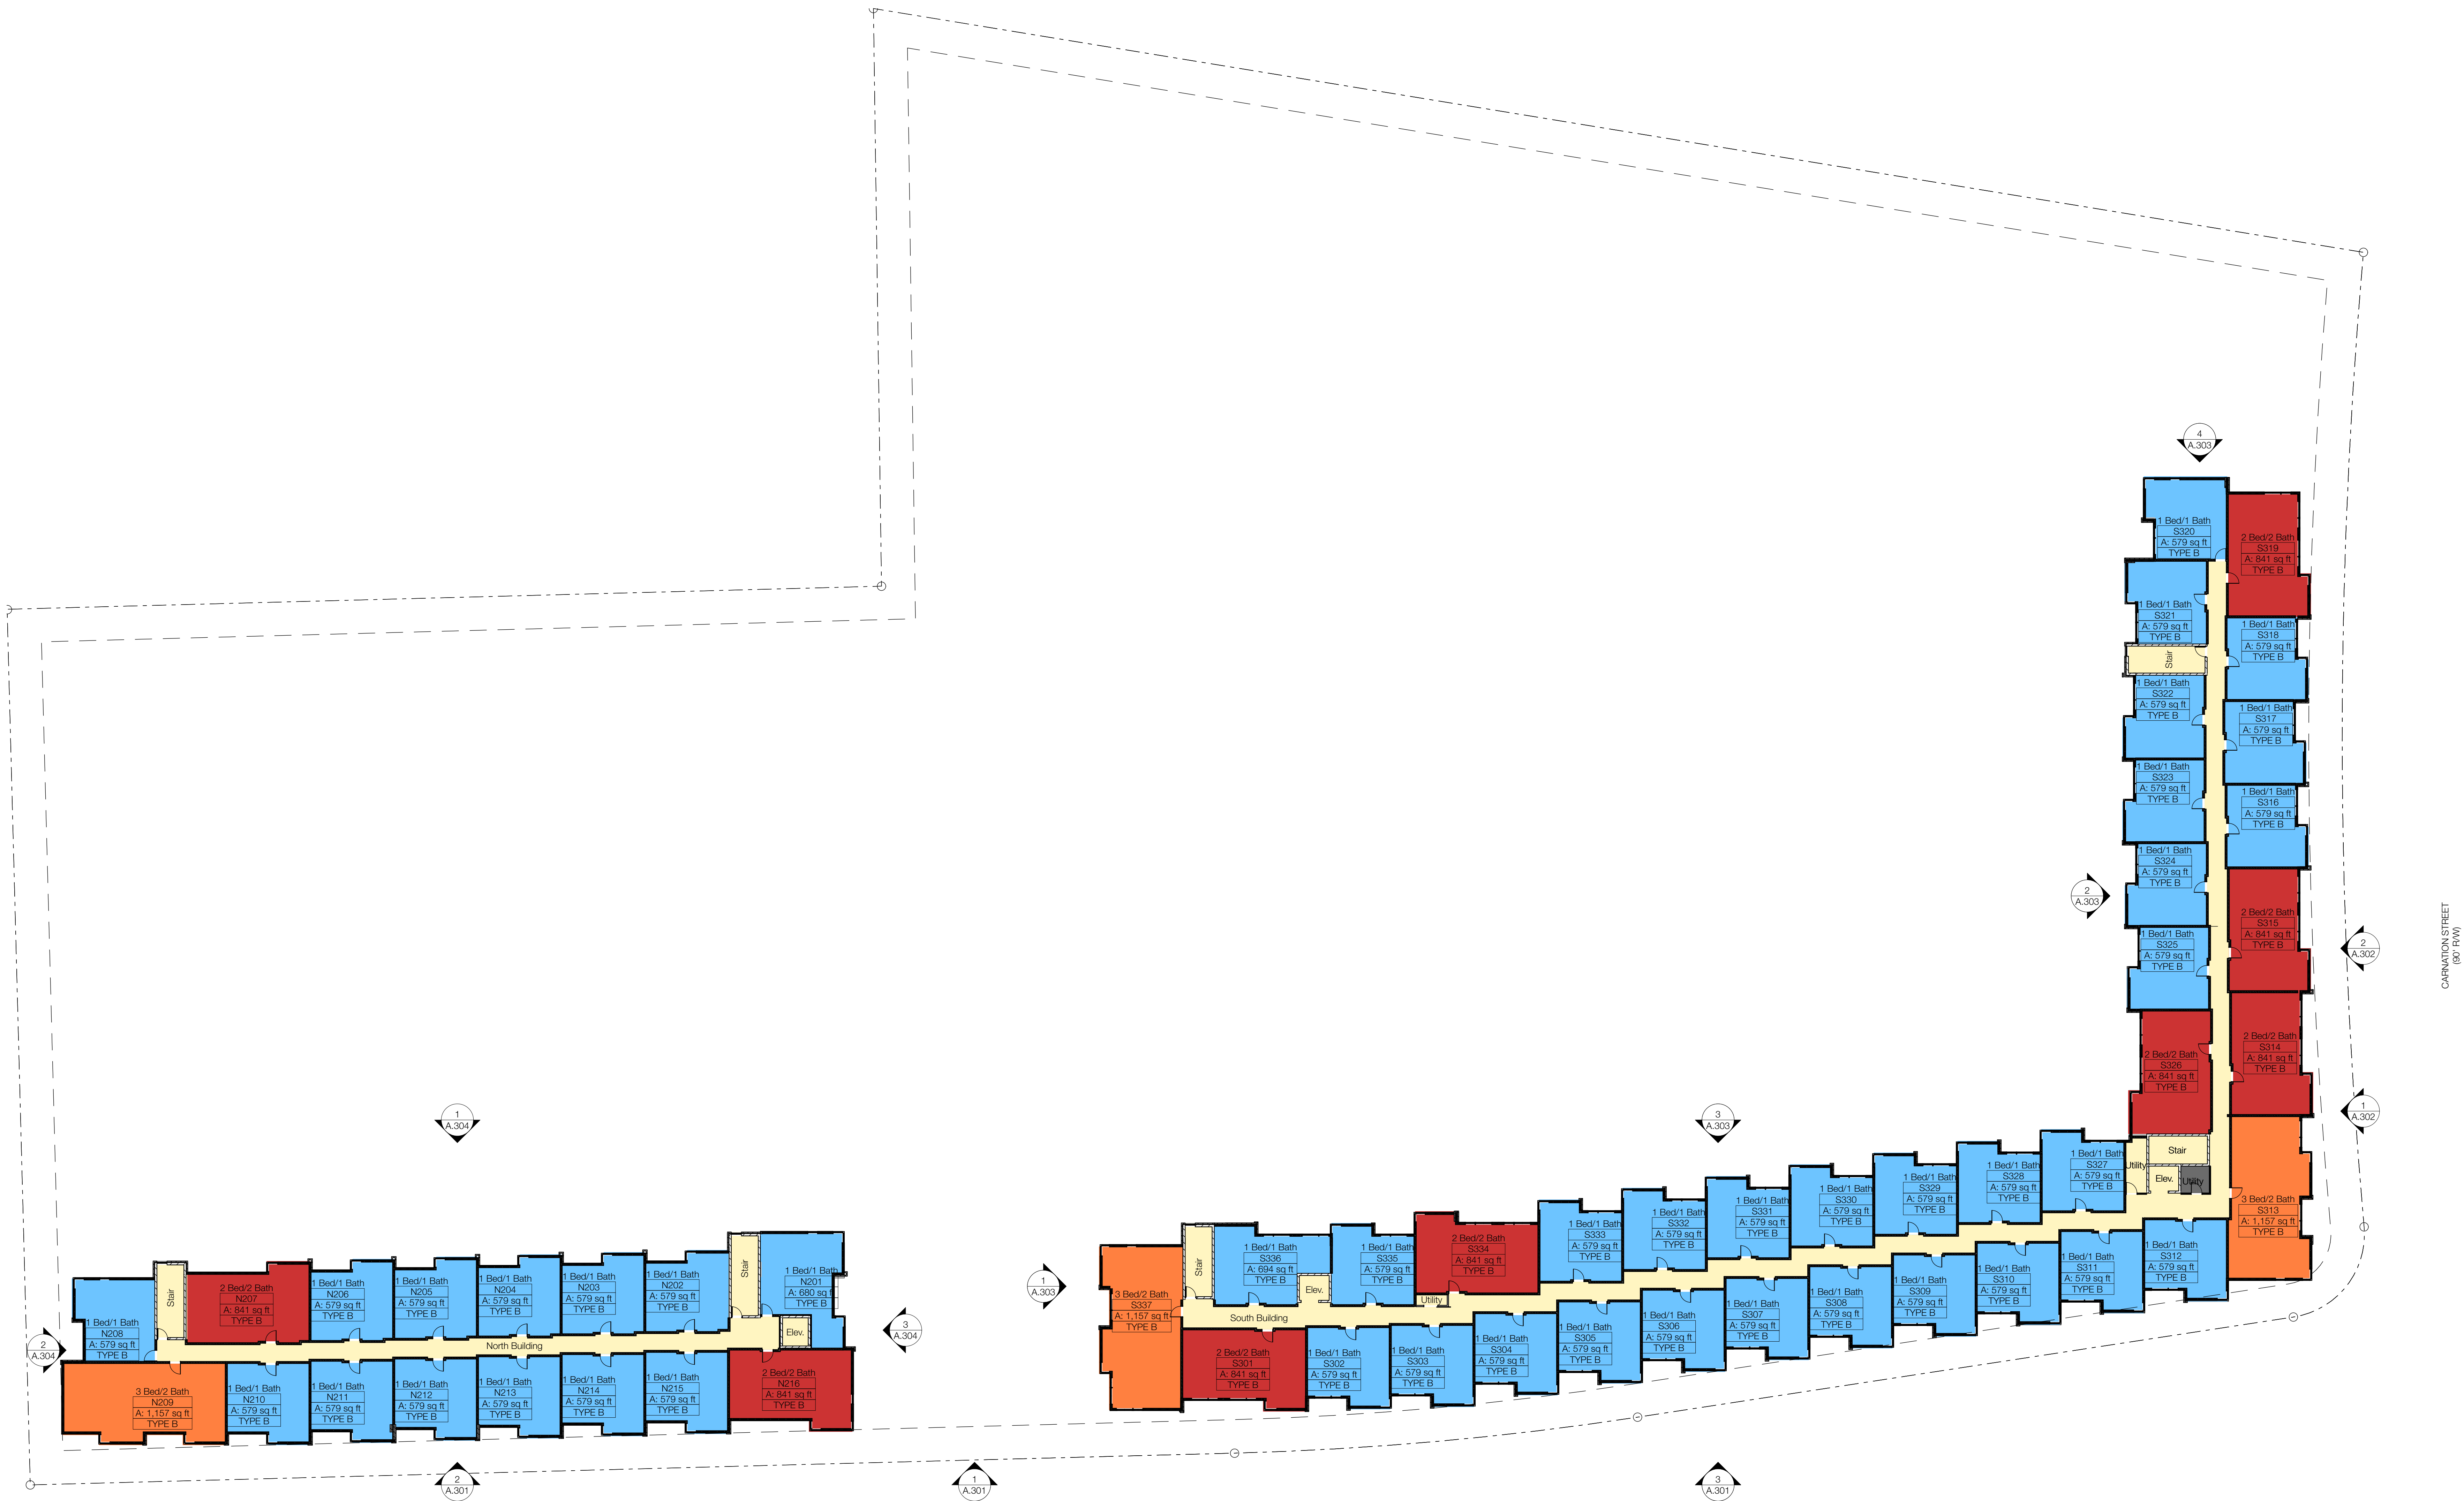 4
A.303
1 Bed/1 Bath
S320
A: 579 sq ft
TYPE B
2 Bed/2 Bath
S319
A: 841 sq ft
TYPE B
1 Bed/1 Bath
S321
A: 579 sq ft
TYPE B
1 Bed/1 Bath
S318
A: 579 sq ft
TYPE B
Stair
1 Bed/1 Bath
S322
A: 579 sq ft
TYPE B
1 Bed/1 Bath
S317
A: 579 sq ft
TYPE B
1 Bed/1 Bath
S323
A: 579 sq ft
TYPE B
1 Bed/1 Bath
S316
A: 579 sq ft
TYPE B
1 Bed/1 Bath
S324
A: 579 sq ft
TYPE B
2
A.303
2 Bed/2 Bath
S315
A: 841 sq ft
TYPE B
1 Bed/1 Bath
S325
A: 579 sq ft
TYPE B
2
A.302
CARNATION STREET
(90' R/W)
2 Bed/2 Bath
S314
A: 841 sq ft
TYPE B
2 Bed/2 Bath
S326
A: 841 sq ft
TYPE B
1
A.302
1
A.304
3
A.303
Stair
Utility
Elev.
Utility
3 Bed/2 Bath
S313
A: 1,157 sq ft
TYPE B
1 Bed/1 Bath
S327
A: 579 sq ft
TYPE B
1 Bed/1 Bath
S328
A: 579 sq ft
TYPE B
1 Bed/1 Bath
S329
A: 579 sq ft
TYPE B
1 Bed/1 Bath
S330
A: 579 sq ft
TYPE B
1 Bed/1 Bath
S331
A: 579 sq ft
TYPE B
1 Bed/1 Bath
S332
A: 579 sq ft
TYPE B
1 Bed/1 Bath
S333
A: 579 sq ft
TYPE B
2 Bed/2 Bath
S334
A: 841 sq ft
TYPE B
1 Bed/1 Bath
S335
A: 579 sq ft
TYPE B
1 Bed/1 Bath
S336
A: 694 sq ft
TYPE B
Stair
Elev.
Utility
South Building
1
A.303
3 Bed/2 Bath
S337
A: 1,157 sq ft
TYPE B
2 Bed/2 Bath
S301
A: 841 sq ft
TYPE B
1 Bed/1 Bath
S302
A: 579 sq ft
TYPE B
1 Bed/1 Bath
S303
A: 579 sq ft
TYPE B
1 Bed/1 Bath
S304
A: 579 sq ft
TYPE B
1 Bed/1 Bath
S305
A: 579 sq ft
TYPE B
1 Bed/1 Bath
S306
A: 579 sq ft
TYPE B
1 Bed/1 Bath
S307
A: 579 sq ft
TYPE B
1 Bed/1 Bath
S308
A: 579 sq ft
TYPE B
1 Bed/1 Bath
S309
A: 579 sq ft
TYPE B
1 Bed/1 Bath
S310
A: 579 sq ft
TYPE B
1 Bed/1 Bath
S311
A: 579 sq ft
TYPE B
1 Bed/1 Bath
S312
A: 579 sq ft
TYPE B
1 Bed/1 Bath
N208
A: 579 sq ft
TYPE B
Stair
2 Bed/2 Bath
N207
A: 841 sq ft
TYPE B
1 Bed/1 Bath
N206
A: 579 sq ft
TYPE B
1 Bed/1 Bath
N205
A: 579 sq ft
TYPE B
1 Bed/1 Bath
N204
A: 579 sq ft
TYPE B
1 Bed/1 Bath
N203
A: 579 sq ft
TYPE B
1 Bed/1 Bath
N202
A: 579 sq ft
TYPE B
Stair
1 Bed/1 Bath
N201
A: 680 sq ft
TYPE B
Elev.
North Building
2
A.304
3
A.304
3 Bed/2 Bath
N209
A: 1,157 sq ft
TYPE B
1 Bed/1 Bath
N210
A: 579 sq ft
TYPE B
1 Bed/1 Bath
N211
A: 579 sq ft
TYPE B
1 Bed/1 Bath
N212
A: 579 sq ft
TYPE B
1 Bed/1 Bath
N213
A: 579 sq ft
TYPE B
1 Bed/1 Bath
N214
A: 579 sq ft
TYPE B
1 Bed/1 Bath
N215
A: 579 sq ft
TYPE B
2 Bed/2 Bath
N216
A: 841 sq ft
TYPE B
2
A.301
1
A.301
3
A.301